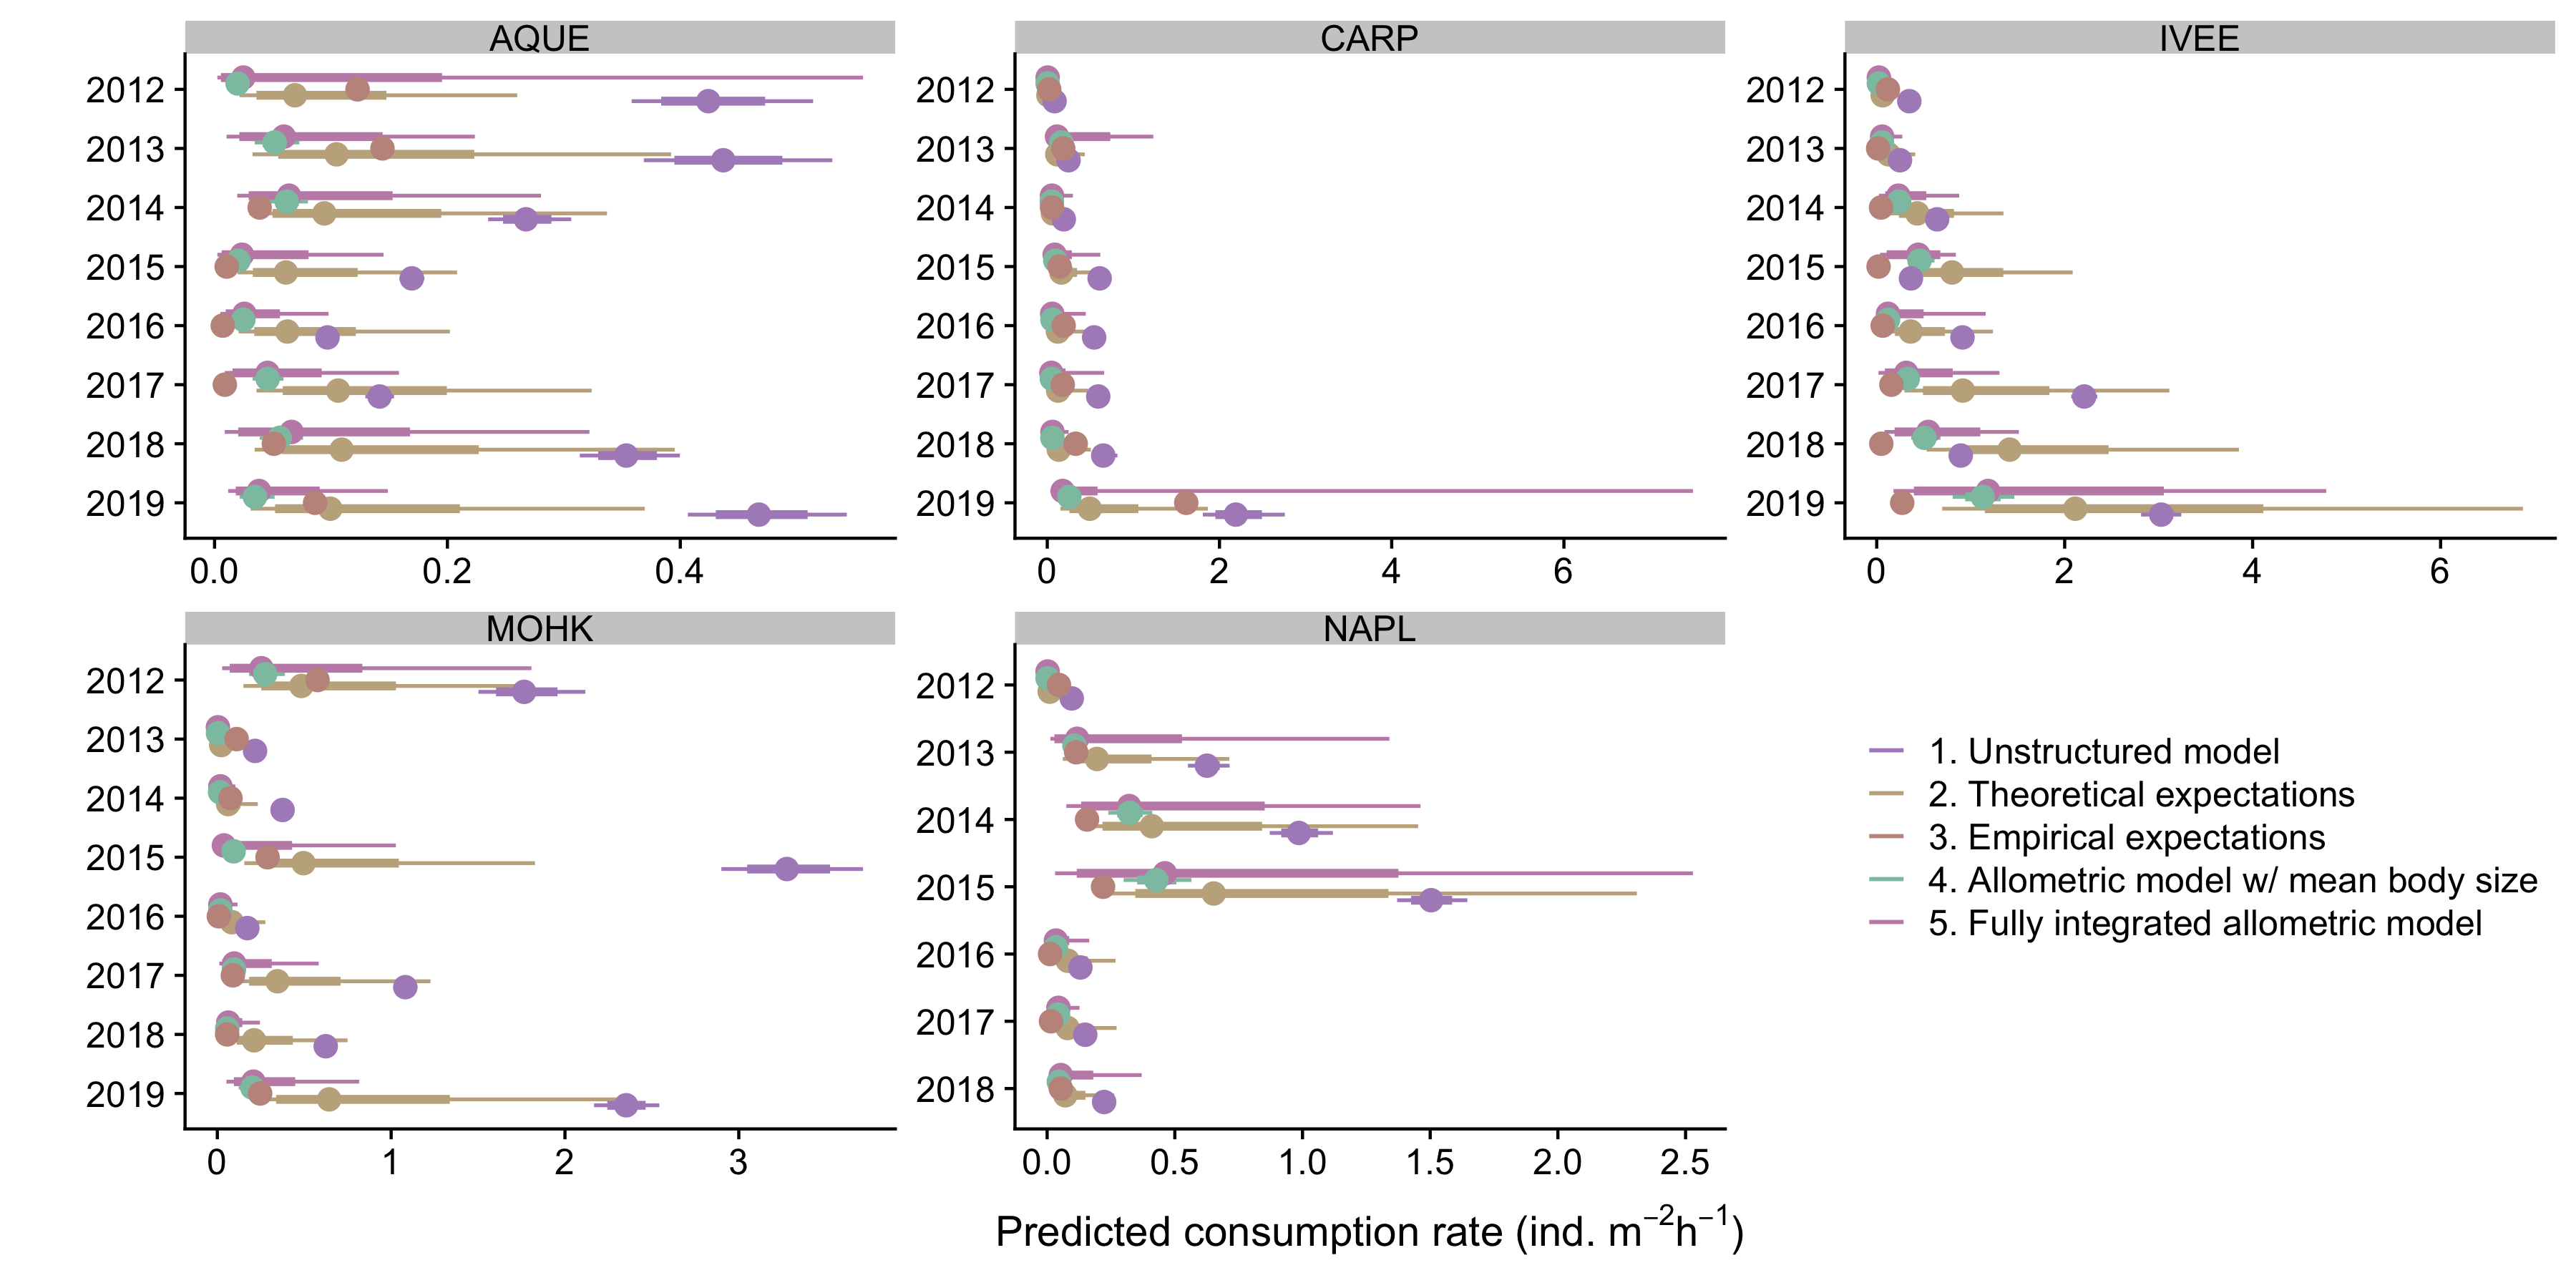 AQUE
2012
2013
2014
2015
2016
2017
2018
2019
0.0 0.2 0.4
CARP
2012
2013
2014
2015
2016
2017
2018
2019
0 2 4 6
IVEE
2012
2013
2014
2015
2016
2017
2018
2019
0 2 4 6
MOHK
2012
2013
2014
2015
2016
2017
2018
2019
0 1 2 3
NAPL
2012
2013
2014
2015
2016
2017
2018
0.0 0.5 1.0 1.5 2.0 2.5
1. Unstructured model
2. Theoretical expectations
3. Empirical expectations
4. Allometric model w/ mean body size
5. Fully integrated allometric model
Predicted consumption rate (ind. m⁻²h⁻¹)